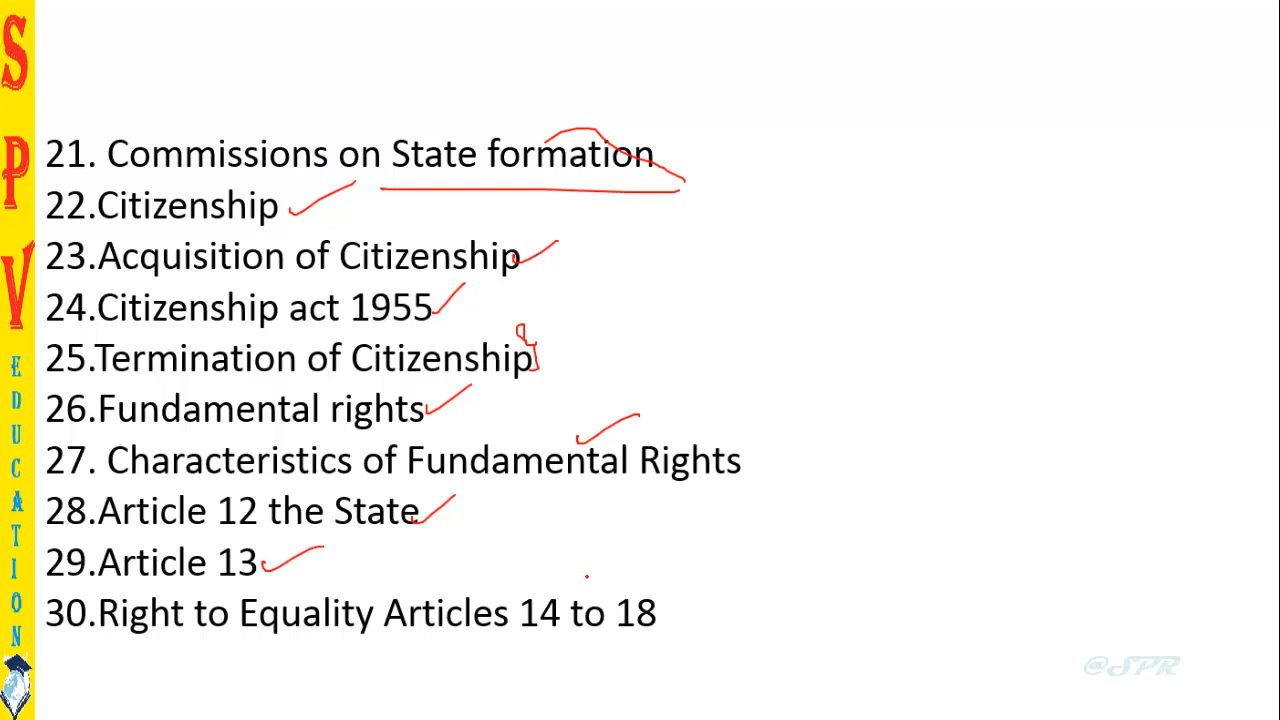 SPV EDUCATION
21. Commissions on State formation
22.Citizenship
23.Acquisition of Citizenship
24.Citizenship act 1955
25.Termination of Citizenship
26.Fundamental rights
27. Characteristics of Fundamental Rights
28.Article 12 the State
29.Article 13
30.Right to Equality Articles 14 to 18
@SPR